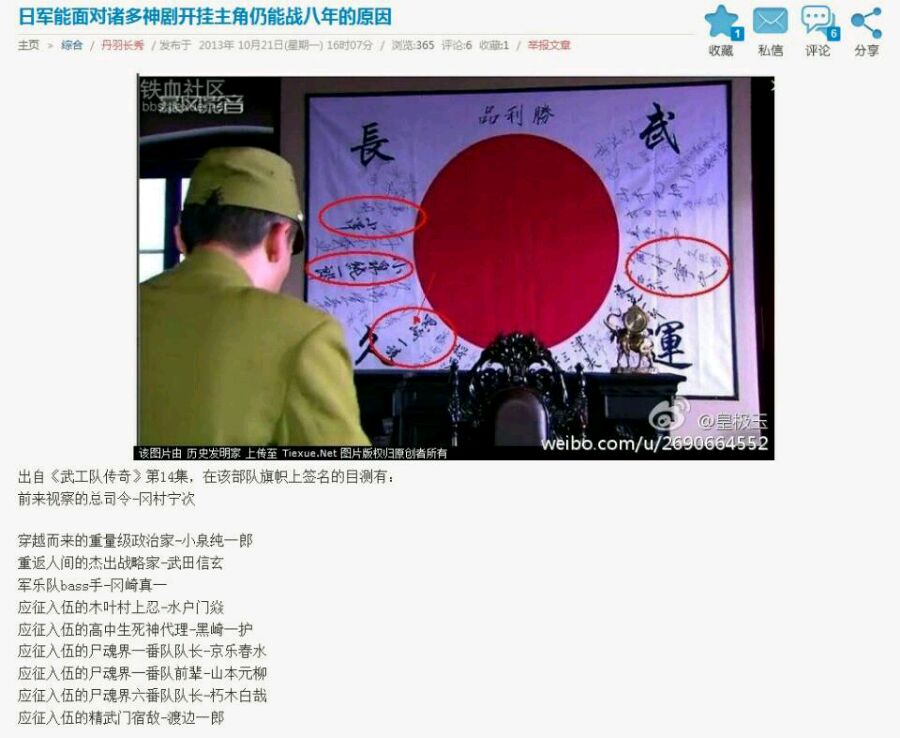 日军能面对诸多神剧开挂主角仍能战八年的原因
主页 » 综合 / 丹羽长秀 / 发布于 2013年 10月21日(星期一) 16时07分 / 浏览:365 评论:6 收藏:1 / 举报文章
1
6
收藏
私信
评论
分享
铁血社区
品利勝
長
武
小泉純一郎
久
運
@皇极玉
weibo.com/u/2690664552
该图片由 历史发明家 上传至 Tiexue.Net 图片版权归原创者所有
出自《武工队传奇》第14集，在该部队旗帜上签名的目测有：
前来视察的总司令-冈村宁次
穿越而来的重量级政治家-小泉纯一郎
重返人间的杰出战略家-武田信玄
军乐队bass手-冈崎真一
应征入伍的木叶村上忍-水户门焱
应征入伍的高中生死神代理-黑崎一护
应征入伍的尸魂界一番队队长-京乐春水
应征入伍的尸魂界一番队前辈-山本元柳
应征入伍的尸魂界六番队队长-朽木白哉
应征入伍的精武门宿敌-渡边一郎